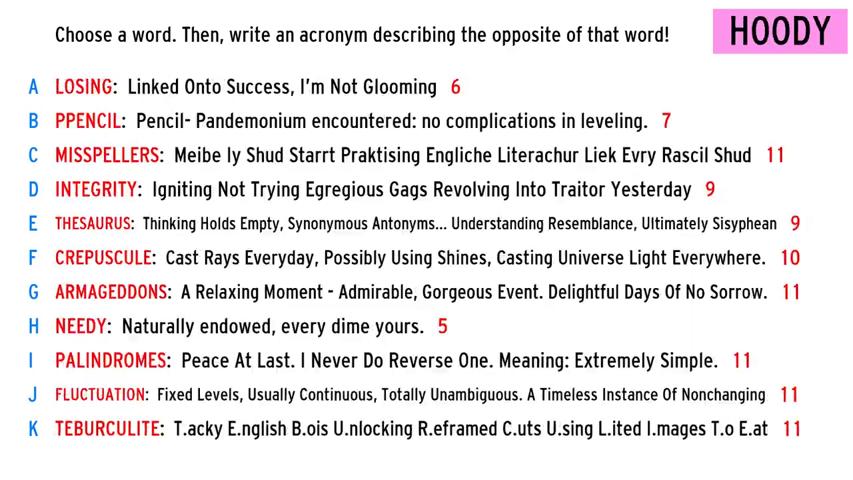 Choose a word. Then, write an acronym describing the opposite of that word!
HOODY
A LOSING: Linked Onto Success, I'm Not Glooming 6
B PPENCIL: Pencil- Pandemonium encountered: no complications in leveling. 7
C MISSPELLERS: Meibe Iy Shud Starrt Praktising Engliche Literachur Liek Evry Rascil Shud 11
D INTEGRITY: Igniting Not Trying Egregious Gags Revolving Into Traitor Yesterday 9
E THESAURUS: Thinking Holds Empty, Synonymous Antonyms... Understanding Resemblance, Ultimately Sisyphean 9
F CREPUSCULE: Cast Rays Everyday, Possibly Using Shines, Casting Universe Light Everywhere. 10
G ARMAGEDDONS: A Relaxing Moment - Admirable, Gorgeous Event. Delightful Days Of No Sorrow. 11
H NEEDY: Naturally endowed, every dime yours. 5
I PALINDROMES: Peace At Last. I Never Do Reverse One. Meaning: Extremely Simple. 11
J FLUCTUATION: Fixed Levels, Usually Continuous, Totally Unambiguous. A Timeless Instance Of Nonchanging 11
K TEBURCULITE: T.acky E.nglish B.ois U.nlocking R.eframed C.uts U.sing L.ited I.mages T.o E.at 11